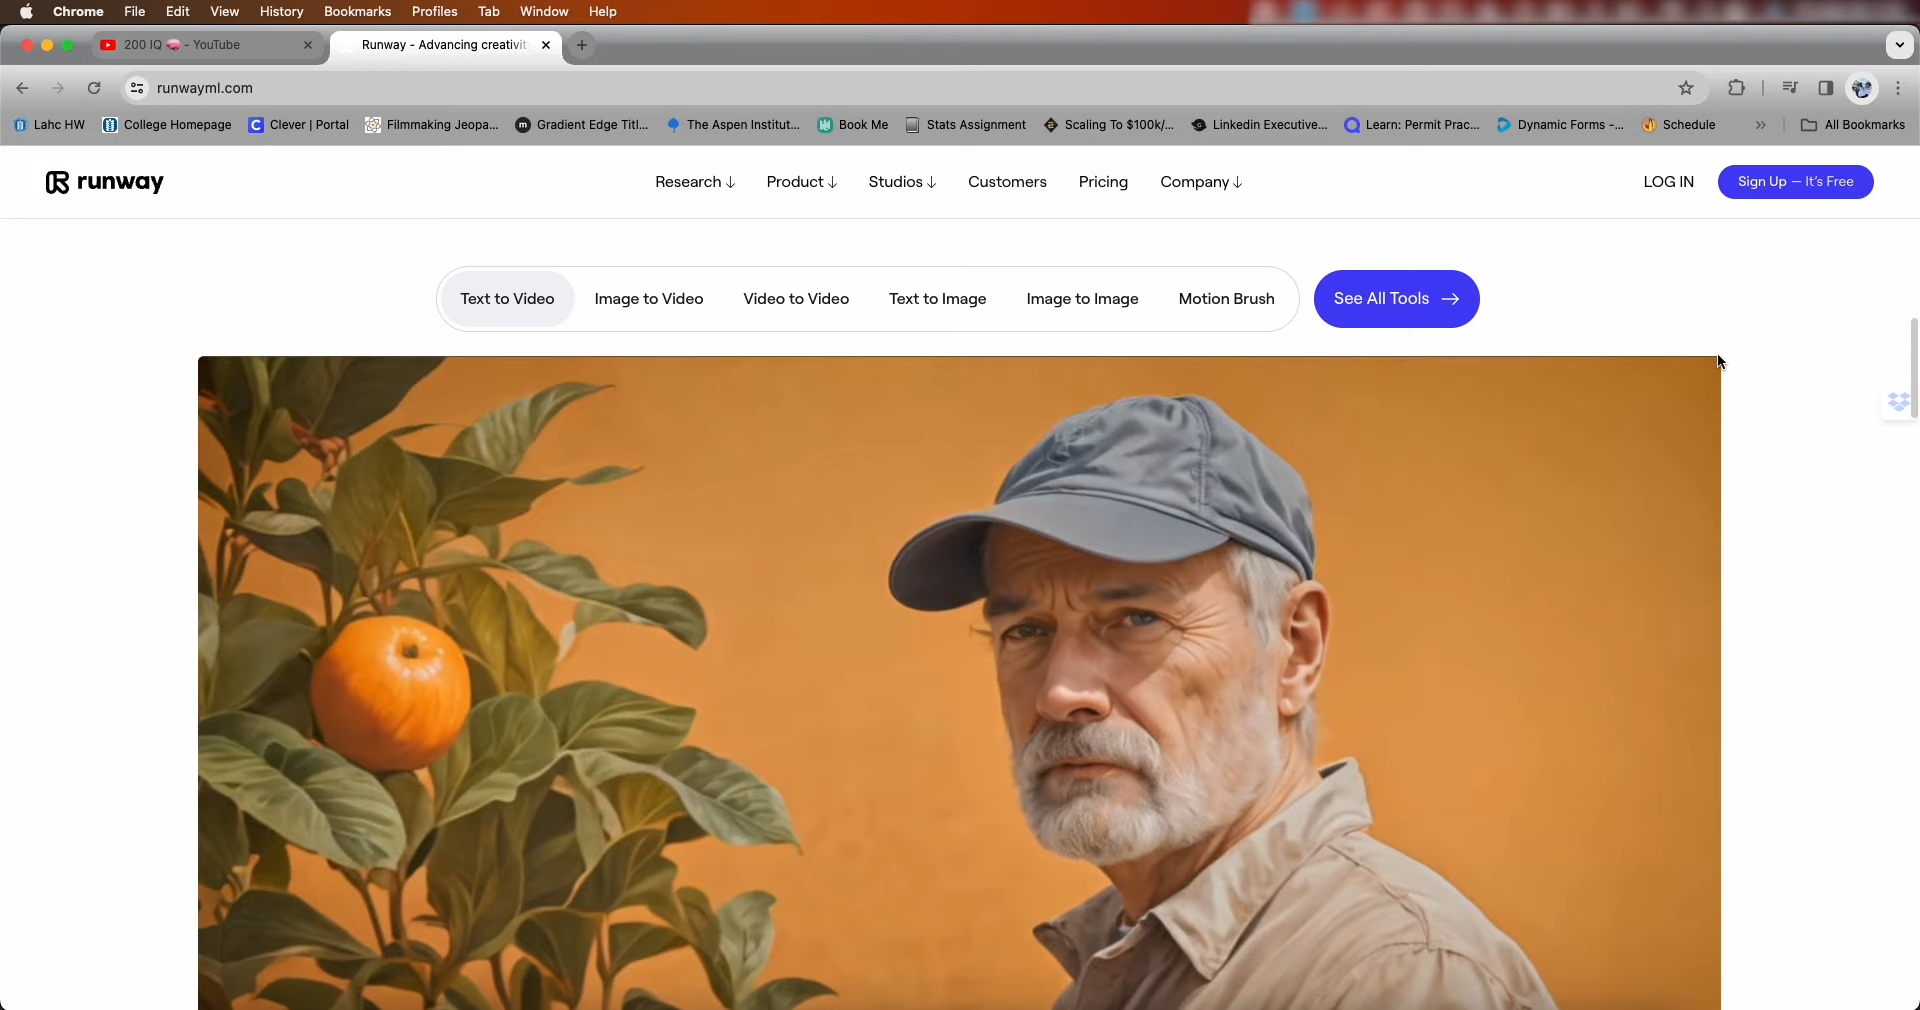 Chrome File Edit View History Bookmarks Profiles Tab Window Help
200 IQ 🧠 - YouTube
Runway - Advancing creativit
runwayml.com
Lahc HW College Homepage Clever | Portal Filmmaking Jeopa... Gradient Edge Titl... The Aspen Institut... Book Me Stats Assignment Scaling To $100k/... Linkedin Executive... Learn: Permit Prac... Dynamic Forms -... Schedule » All Bookmarks
runway Research ↓ Product ↓ Studios ↓ Customers Pricing Company ↓ LOG IN Sign Up — It's Free
Text to Video Image to Video Video to Video Text to Image Image to Image Motion Brush See All Tools →